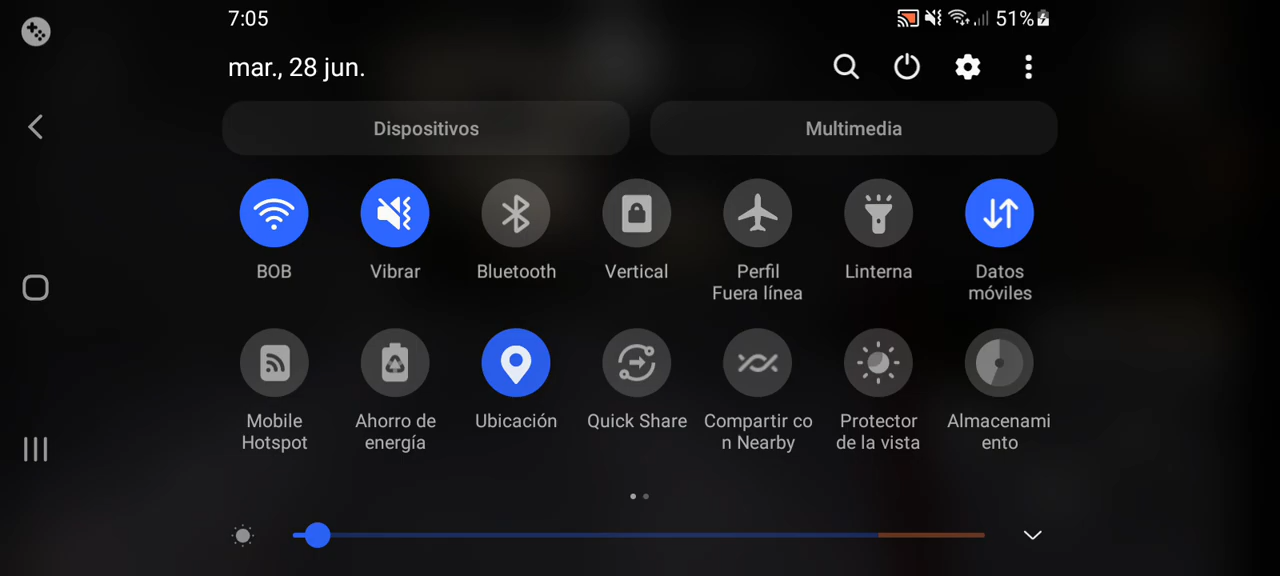 7:05
51%
mar., 28 jun.
Dispositivos
Multimedia
BOB
Vibrar
Bluetooth
Vertical
Perfil
Fuera línea
Linterna
Datos
móviles
Mobile
Hotspot
Ahorro de
energía
Ubicación
Quick Share
Compartir co
n Nearby
Protector
de la vista
Almacenami
ento